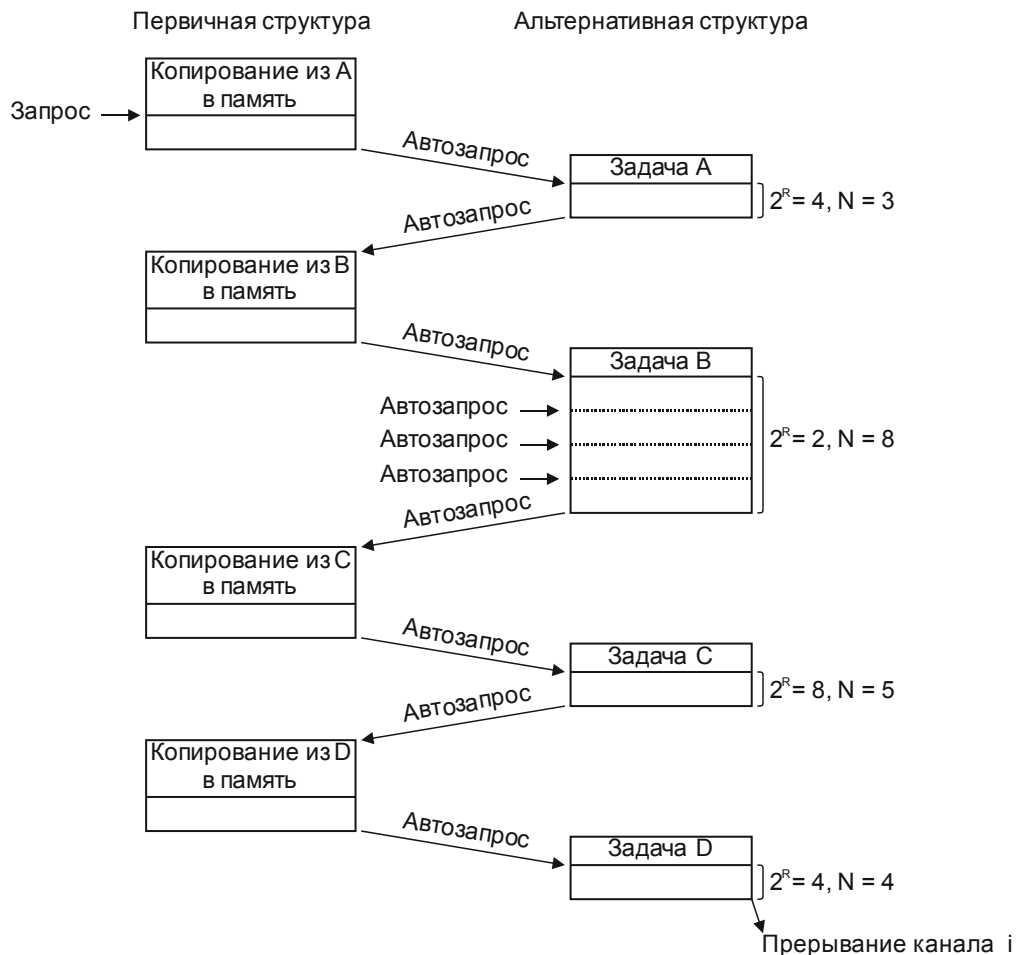 Первичная структура
Альтернативная структура
Копирование из A
в память
Запрос
Автозапрос
Задача A
2^R = 4, N = 3
Автозапрос
Копирование из B
в память
Автозапрос
Задача B
Автозапрос
Автозапрос
2^R = 2, N = 8
Автозапрос
Автозапрос
Копирование из C
в память
Автозапрос
Задача C
2^R = 8, N = 5
Автозапрос
Копирование из D
в память
Автозапрос
Задача D
2^R = 4, N = 4
Прерывание канала i